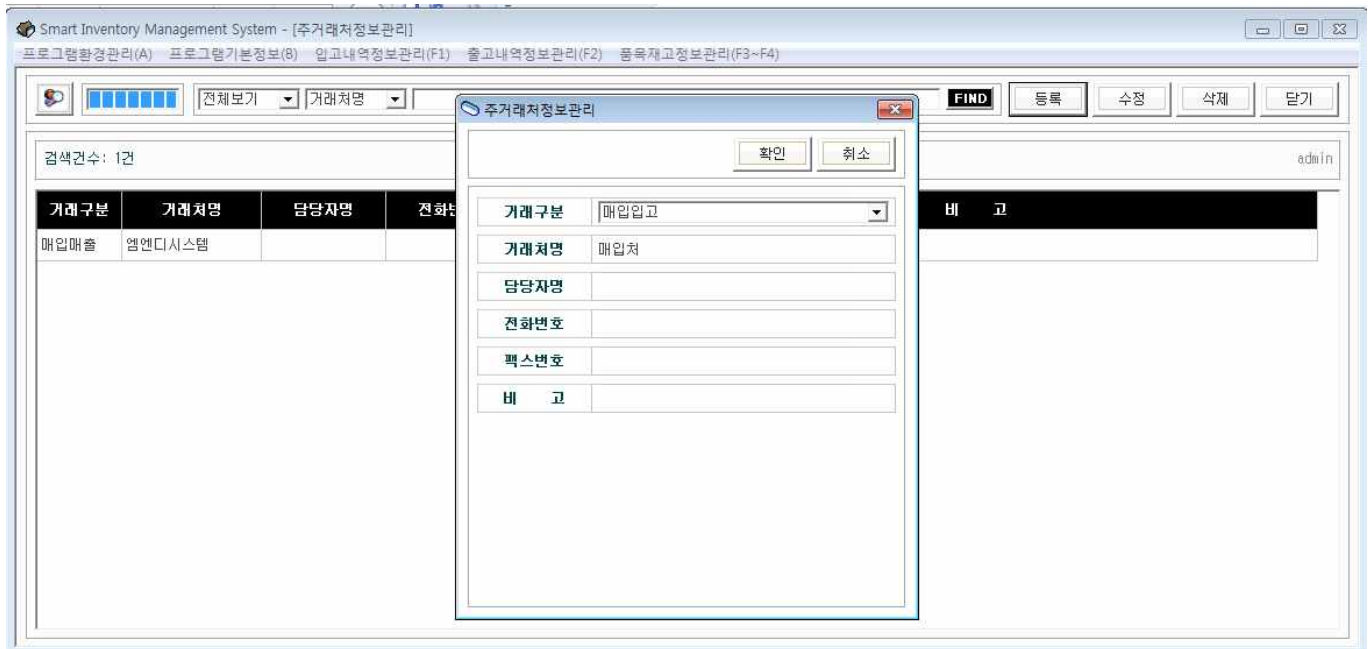 Smart Inventory Management System - [주거래처정보관리]
프로그램환경관리(A) 프로그램기본정보(B) 입고내역정보관리(F1) 출고내역정보관리(F2) 품목재고정보관리(F3~F4)
전체보기 거래처명 FIND 등록 수정 삭제 닫기
검색건수: 1건 admin
거래구분 거래처명 담당자명 전화번 비 고
매입매출 엠엔디시스템
주거래처정보관리
확인 취소
거래구분 매입입고
거래처명 매입처
담당자명
전화번호
팩스번호
비 고